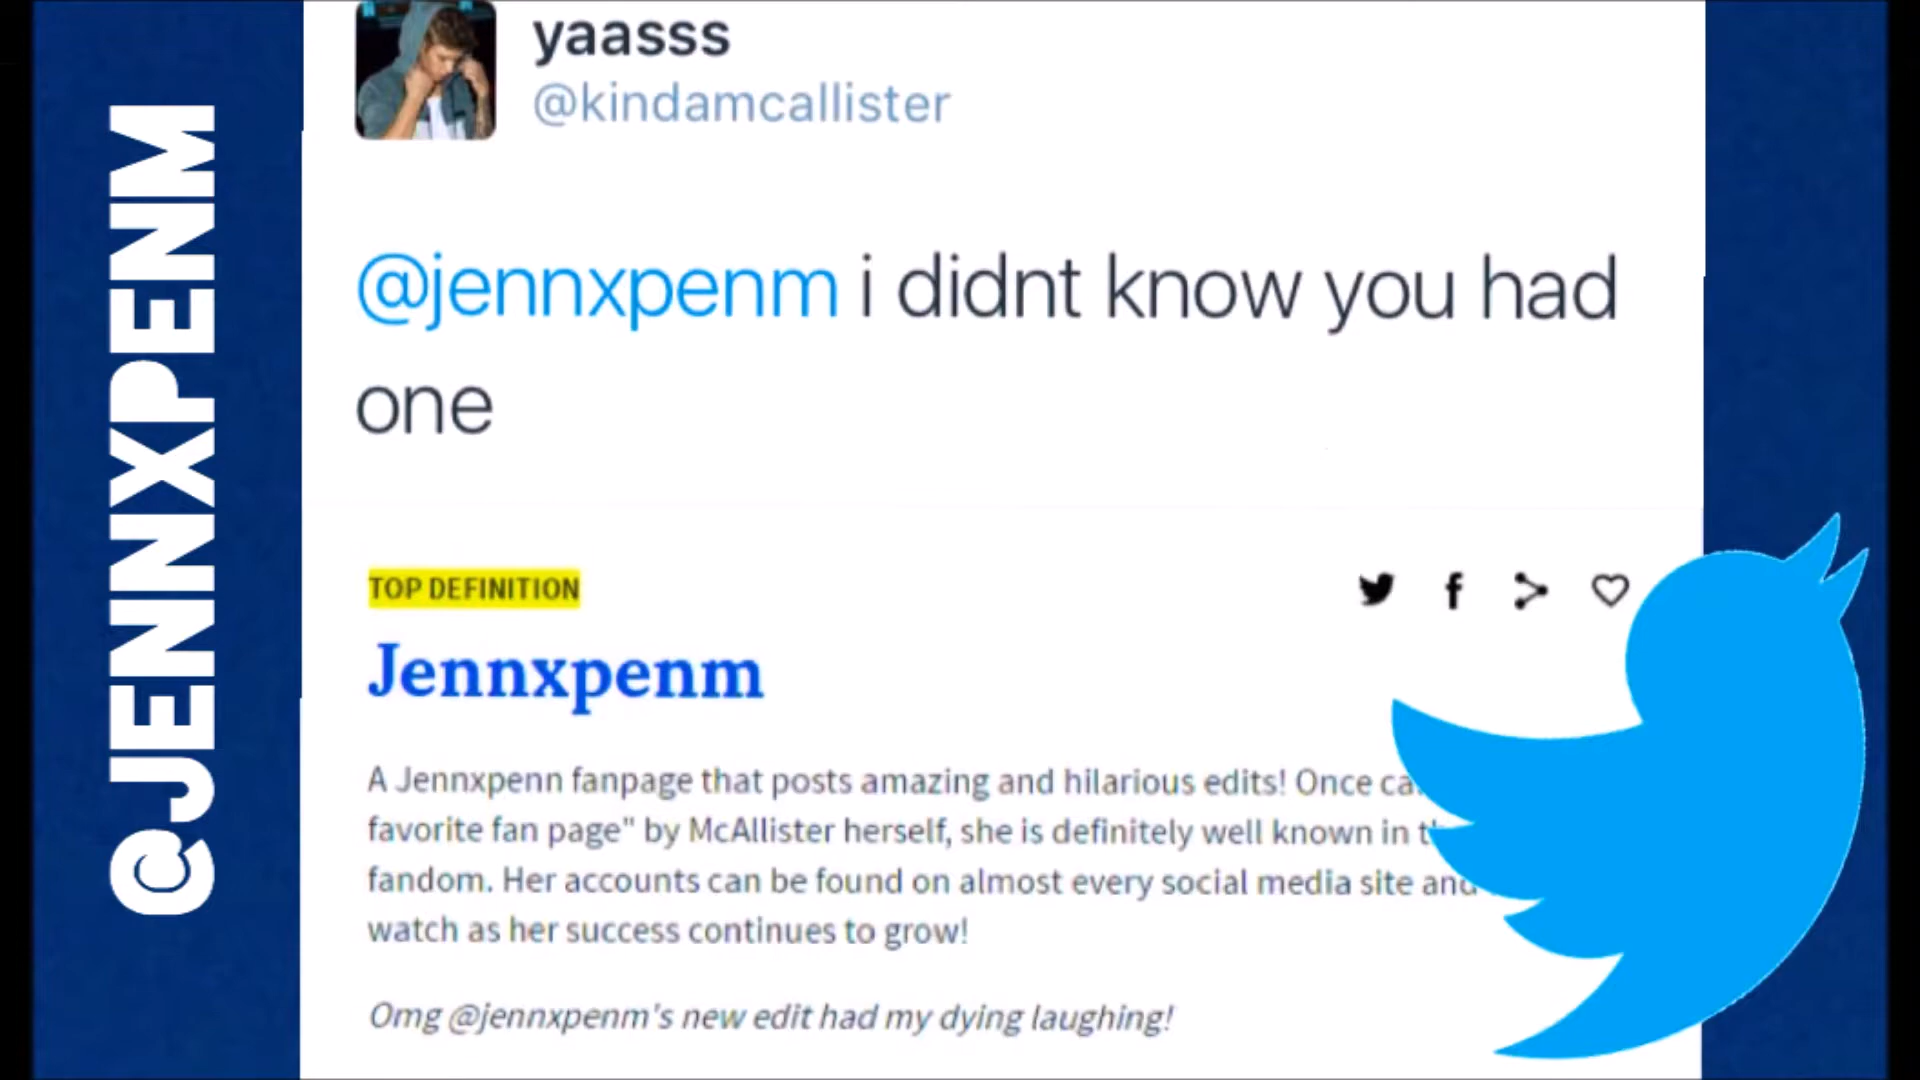 @JENNXPENM
yaasss
@kindamcallister
@jennxpenm i didnt know you had
one
TOP DEFINITION
Jennxpenm
A Jennxpenn fanpage that posts amazing and hilarious edits! Once
favorite fan page" by McAllister herself, she is definitely well known in
fandom. Her accounts can be found on almost every social media site and
watch as her success continues to grow!
Omg @jennxpenm's new edit had my dying laughing!